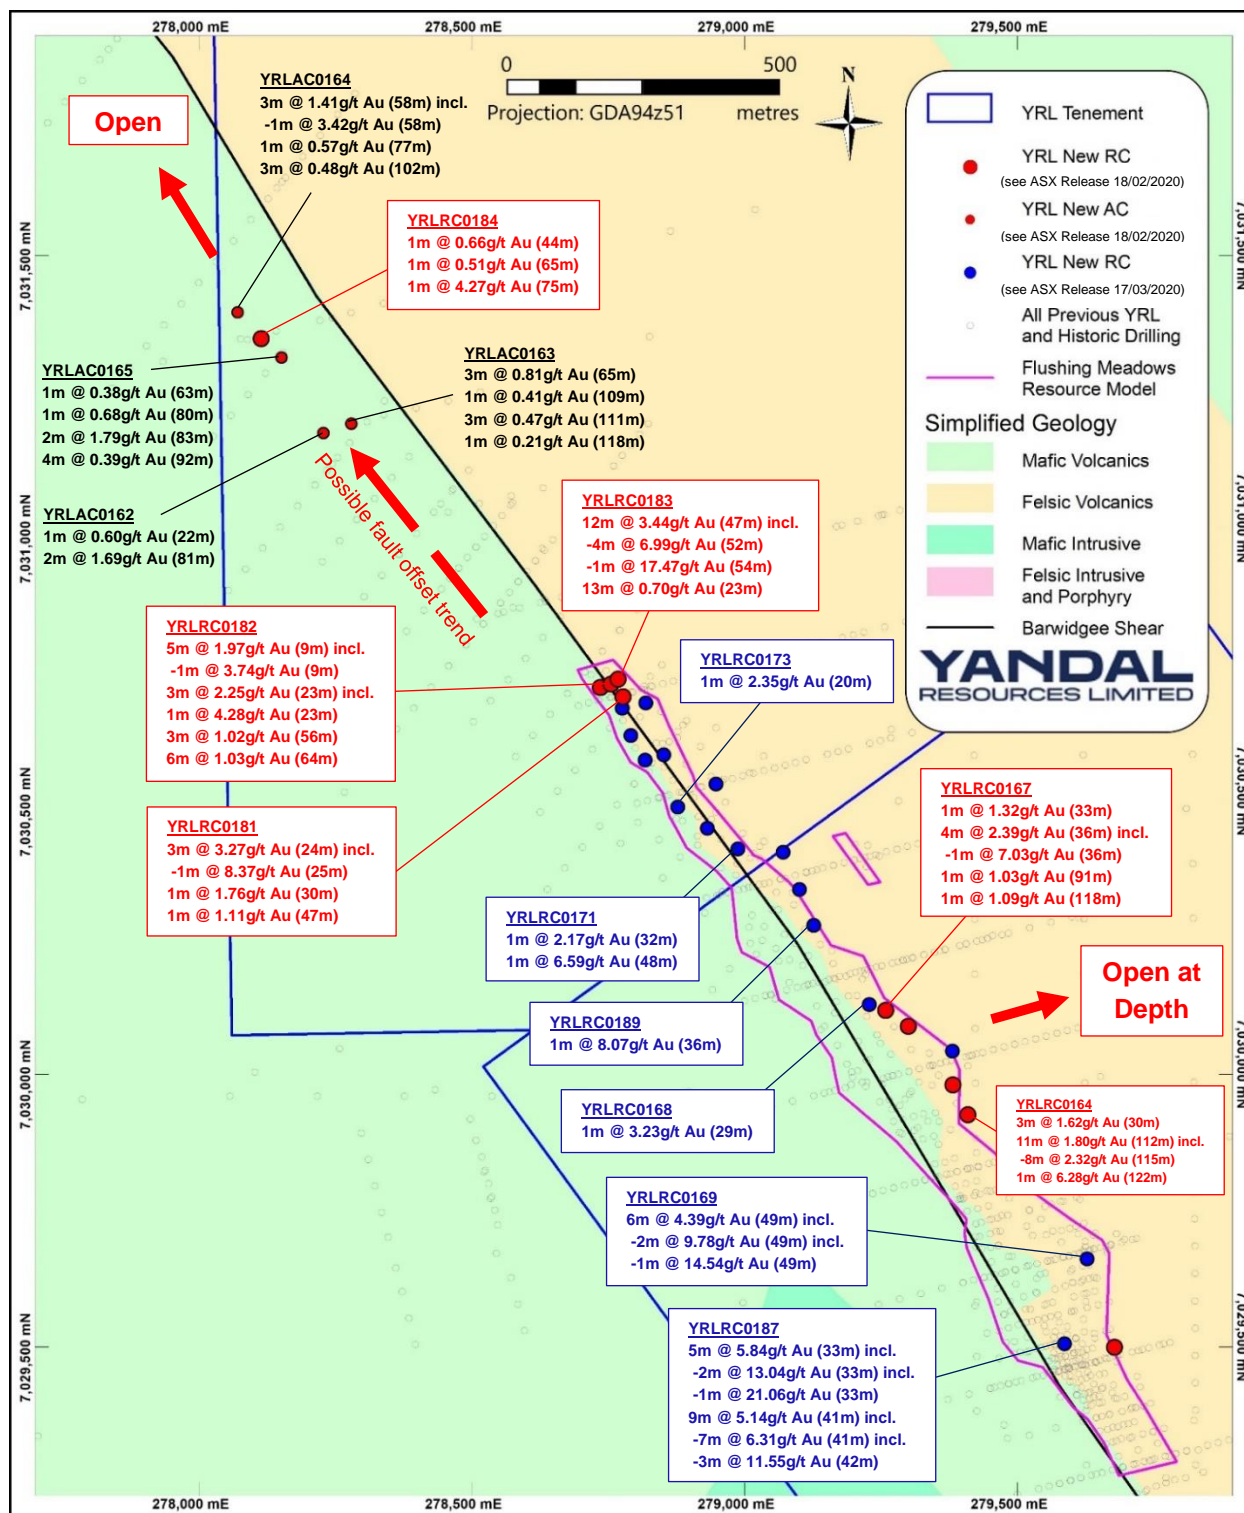 278,000 mE
278,500 mE
279,000 mE
279,500 mE
0
500
Projection: GDA94z51
metres
N
YRL Tenement
YRL New RC
(see ASX Release 18/02/2020)
YRL New AC
(see ASX Release 18/02/2020)
YRL New RC
(see ASX Release 17/03/2020)
All Previous YRL
and Historic Drilling
Flushing Meadows
Resource Model
Simplified Geology
Mafic Volcanics
Felsic Volcanics
Mafic Intrusive
Felsic Intrusive
and Porphyry
Barwidgee Shear
YANDAL
RESOURCES LIMITED
Open
YRLAC0164
3m @ 1.41g/t Au (58m) incl.
-1m @ 3.42g/t Au (58m)
1m @ 0.57g/t Au (77m)
3m @ 0.48g/t Au (102m)
YRLRC0184
1m @ 0.66g/t Au (44m)
1m @ 0.51g/t Au (65m)
1m @ 4.27g/t Au (75m)
7,031,500 mN
7,031,500 mN
YRLAC0165
1m @ 0.38g/t Au (63m)
1m @ 0.68g/t Au (80m)
2m @ 1.79g/t Au (83m)
4m @ 0.39g/t Au (92m)
YRLAC0163
3m @ 0.81g/t Au (65m)
1m @ 0.41g/t Au (109m)
3m @ 0.47g/t Au (111m)
1m @ 0.21g/t Au (118m)
YRLAC0162
1m @ 0.60g/t Au (22m)
2m @ 1.69g/t Au (81m)
Possible fault offset trend
7,031,000 mN
7,031,000 mN
YRLRC0183
12m @ 3.44g/t Au (47m) incl.
-4m @ 6.99g/t Au (52m)
-1m @ 17.47g/t Au (54m)
13m @ 0.70g/t Au (23m)
YRLRC0182
5m @ 1.97g/t Au (9m) incl.
-1m @ 3.74g/t Au (9m)
3m @ 2.25g/t Au (23m) incl.
1m @ 4.28g/t Au (23m)
3m @ 1.02g/t Au (56m)
6m @ 1.03g/t Au (64m)
YRLRC0173
1m @ 2.35g/t Au (20m)
7,030,500 mN
7,030,500 mN
YRLRC0181
3m @ 3.27g/t Au (24m) incl.
-1m @ 8.37g/t Au (25m)
1m @ 1.76g/t Au (30m)
1m @ 1.11g/t Au (47m)
YRLRC0167
1m @ 1.32g/t Au (33m)
4m @ 2.39g/t Au (36m) incl.
-1m @ 7.03g/t Au (36m)
1m @ 1.03g/t Au (91m)
1m @ 1.09g/t Au (118m)
YRLRC0171
1m @ 2.17g/t Au (32m)
1m @ 6.59g/t Au (48m)
Open at
Depth
YRLRC0189
1m @ 8.07g/t Au (36m)
7,030,000 mN
7,030,000 mN
YRLRC0168
1m @ 3.23g/t Au (29m)
YRLRC0164
3m @ 1.62g/t Au (30m)
11m @ 1.80g/t Au (112m) incl.
-8m @ 2.32g/t Au (115m)
1m @ 6.28g/t Au (122m)
YRLRC0169
6m @ 4.39g/t Au (49m) incl.
-2m @ 9.78g/t Au (49m) incl.
-1m @ 14.54g/t Au (49m)
7,029,500 mN
7,029,500 mN
YRLRC0187
5m @ 5.84g/t Au (33m) incl.
-2m @ 13.04g/t Au (33m) incl.
-1m @ 21.06g/t Au (33m)
9m @ 5.14g/t Au (41m) incl.
-7m @ 6.31g/t Au (41m) incl.
-3m @ 11.55g/t Au (42m)
278,000 mE
278,500 mE
279,000 mE
279,500 mE